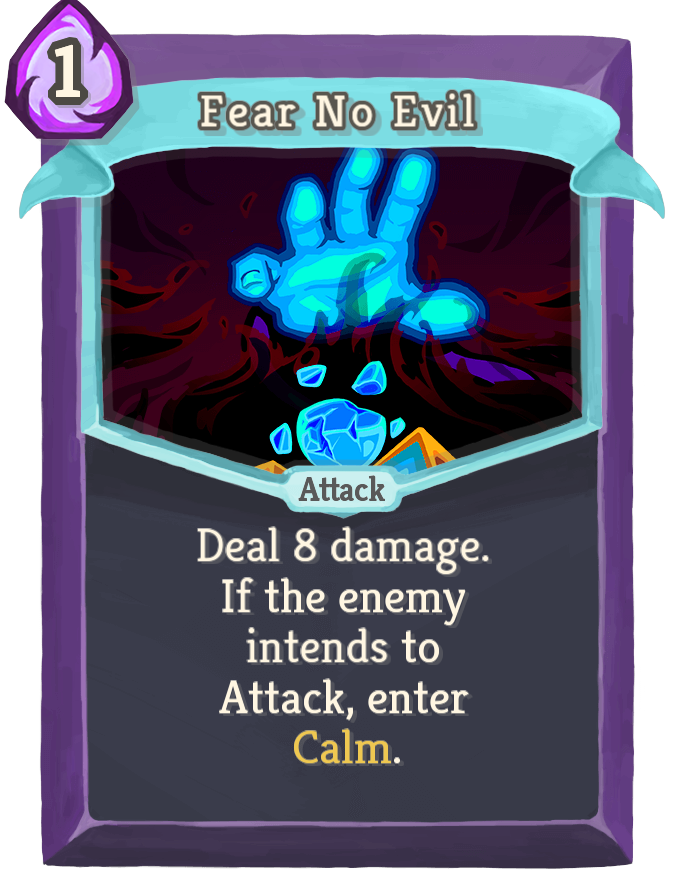 1
Fear No Evil
Attack
Deal 8 damage.
If the enemy
intends to
Attack, enter
Calm.